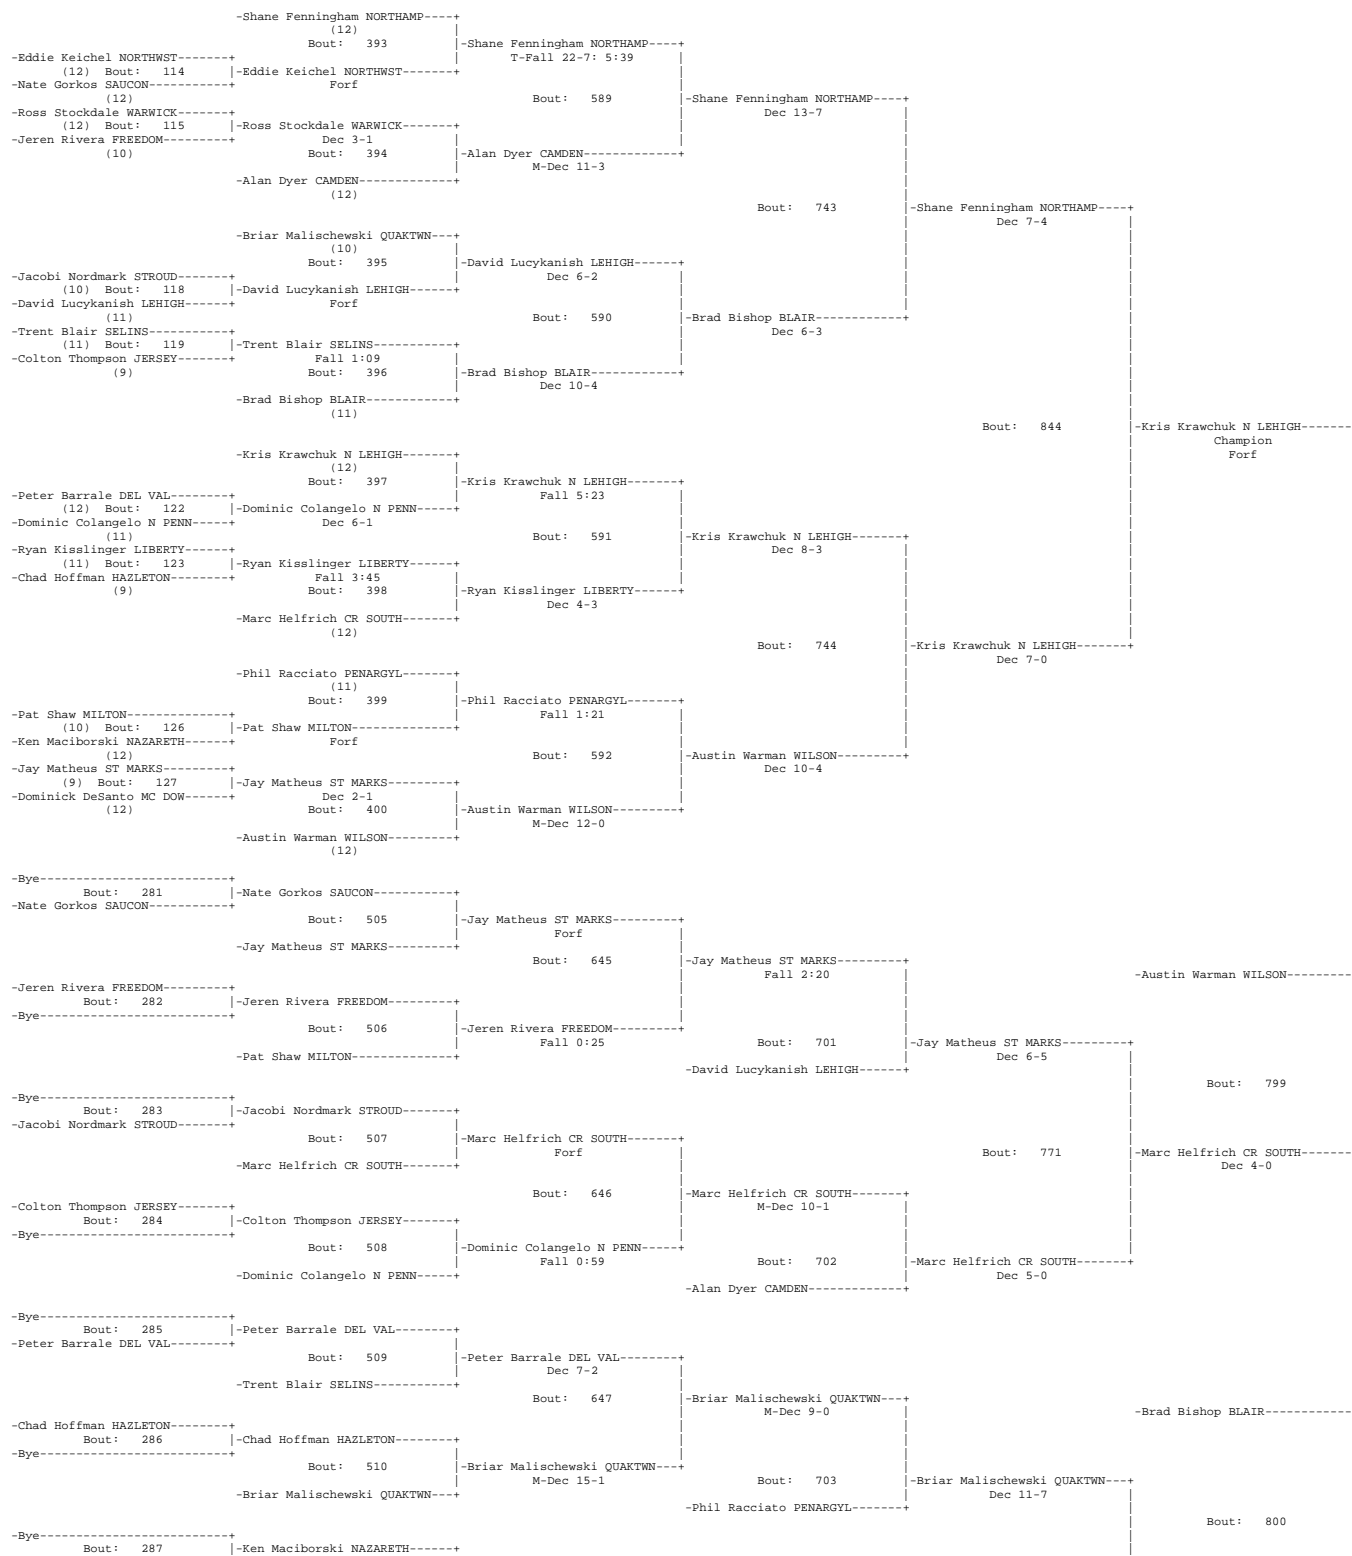 -Shane Fenningham NORTHAMP----+
(12) |
Bout: 393 |-Shane Fenningham NORTHAMP----+
-Eddie Keichel NORTHWST-------+ | T-Fall 22-7: 5:39 |
(12) Bout: 114 |-Eddie Keichel NORTHWST-------+ |
-Nate Gorkos SAUCON-----------+ Forf |
(12) Bout: 589 |-Shane Fenningham NORTHAMP----+
-Ross Stockdale WARWICK-------+ | Dec 13-7 |
(12) Bout: 115 |-Ross Stockdale WARWICK-------+ | |
-Jeren Rivera FREEDOM---------+ Dec 3-1 | | |
(10) Bout: 394 |-Alan Dyer CAMDEN-------------+ |
| M-Dec 11-3 |
-Alan Dyer CAMDEN-------------+ |
(12) |
Bout: 743 |-Shane Fenningham NORTHAMP----+
| Dec 7-4 |
-Briar Malischewski QUAKTWN---+ | |
(10) | | |
Bout: 395 |-David Lucykanish LEHIGH------+ | |
-Jacobi Nordmark STROUD-------+ | Dec 6-2 | | |
(10) Bout: 118 |-David Lucykanish LEHIGH------+ | | |
-David Lucykanish LEHIGH------+ Forf | | |
(11) Bout: 590 |-Brad Bishop BLAIR------------+ |
-Trent Blair SELINS-----------+ | Dec 6-3 |
(11) Bout: 119 |-Trent Blair SELINS-----------+ | |
-Colton Thompson JERSEY-------+ Fall 1:09 | | |
(9) Bout: 396 |-Brad Bishop BLAIR------------+ |
| Dec 10-4 |
-Brad Bishop BLAIR------------+ |
(11) |
Bout: 844 |-Kris Krawchuk N LEHIGH-------
| Champion
-Kris Krawchuk N LEHIGH-------+ | Forf
(12) | |
Bout: 397 |-Kris Krawchuk N LEHIGH-------+ |
-Peter Barrale DEL VAL--------+ | Fall 5:23 | |
(12) Bout: 122 |-Dominic Colangelo N PENN-----+ | |
-Dominic Colangelo N PENN-----+ Dec 6-1 | |
(11) Bout: 591 |-Kris Krawchuk N LEHIGH-------+ |
-Ryan Kisslinger LIBERTY------+ | Dec 8-3 | |
(11) Bout: 123 |-Ryan Kisslinger LIBERTY------+ | | |
-Chad Hoffman HAZLETON--------+ Fall 3:45 | | | |
(9) Bout: 398 |-Ryan Kisslinger LIBERTY------+ | |
| Dec 4-3 | |
-Marc Helfrich CR SOUTH-------+ | |
(12) | |
Bout: 744 |-Kris Krawchuk N LEHIGH-------+
| Dec 7-0
-Phil Racciato PENARGYL-------+ |
(11) | |
Bout: 399 |-Phil Racciato PENARGYL-------+ |
-Pat Shaw MILTON--------------+ | Fall 1:21 | |
(10) Bout: 126 |-Pat Shaw MILTON--------------+ | |
-Ken Maciborski NAZARETH------+ Forf | |
(12) Bout: 592 |-Austin Warman WILSON---------+
-Jay Matheus ST MARKS---------+ | Dec 10-4
(9) Bout: 127 |-Jay Matheus ST MARKS---------+ |
-Dominick DeSanto MC DOW------+ Dec 2-1 | |
(12) Bout: 400 |-Austin Warman WILSON---------+
| M-Dec 12-0
-Austin Warman WILSON---------+
(12)
-Bye--------------------------+
Bout: 281 |-Nate Gorkos SAUCON-----------+
-Nate Gorkos SAUCON-----------+ |
Bout: 505 |-Jay Matheus ST MARKS---------+
| Forf |
-Jay Matheus ST MARKS---------+ |
Bout: 645 |-Jay Matheus ST MARKS---------+
| Fall 2:20 | -Austin Warman WILSON---------
-Jeren Rivera FREEDOM---------+ | |
Bout: 282 |-Jeren Rivera FREEDOM---------+ | |
-Bye--------------------------+ | | |
Bout: 506 |-Jeren Rivera FREEDOM---------+ |
| Fall 0:25 Bout: 701 |-Jay Matheus ST MARKS---------+
-Pat Shaw MILTON--------------+ | Dec 6-5 |
-David Lucykanish LEHIGH------+ |
| Bout: 799
-Bye--------------------------+ |
Bout: 283 |-Jacobi Nordmark STROUD-------+ |
-Jacobi Nordmark STROUD-------+ | |
Bout: 507 |-Marc Helfrich CR SOUTH-------+ |
| Forf | Bout: 771 |-Marc Helfrich CR SOUTH-------
-Marc Helfrich CR SOUTH-------+ | | Dec 4-0
Bout: 646 |-Marc Helfrich CR SOUTH-------+ |
-Colton Thompson JERSEY-------+ | M-Dec 10-1 | |
Bout: 284 |-Colton Thompson JERSEY-------+ | | |
-Bye--------------------------+ | | | |
Bout: 508 |-Dominic Colangelo N PENN-----+ | |
| Fall 0:59 Bout: 702 |-Marc Helfrich CR SOUTH-------+
-Dominic Colangelo N PENN-----+ | Dec 5-0
-Alan Dyer CAMDEN-------------+
-Bye--------------------------+
Bout: 285 |-Peter Barrale DEL VAL--------+
-Peter Barrale DEL VAL--------+ |
Bout: 509 |-Peter Barrale DEL VAL--------+
| Dec 7-2 |
-Trent Blair SELINS-----------+ |
Bout: 647 |-Briar Malischewski QUAKTWN---+
| M-Dec 9-0 | -Brad Bishop BLAIR------------
-Chad Hoffman HAZLETON--------+ | |
Bout: 286 |-Chad Hoffman HAZLETON--------+ | |
-Bye--------------------------+ | | |
Bout: 510 |-Briar Malischewski QUAKTWN---+ |
| M-Dec 15-1 Bout: 703 |-Briar Malischewski QUAKTWN---+
-Briar Malischewski QUAKTWN---+ | Dec 11-7 |
-Phil Racciato PENARGYL-------+ |
| Bout: 800
-Bye--------------------------+ |
Bout: 287 |-Ken Maciborski NAZARETH------+ |